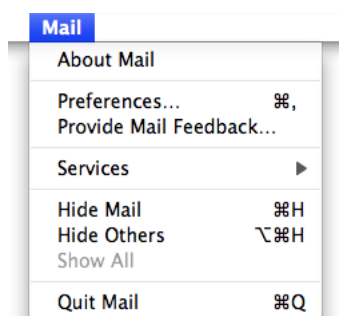 Mail
About Mail
Preferences... ⌘,
Provide Mail Feedback...
Services ▶
Hide Mail ⌘H
Hide Others ⌥⌘H
Show All
Quit Mail ⌘Q